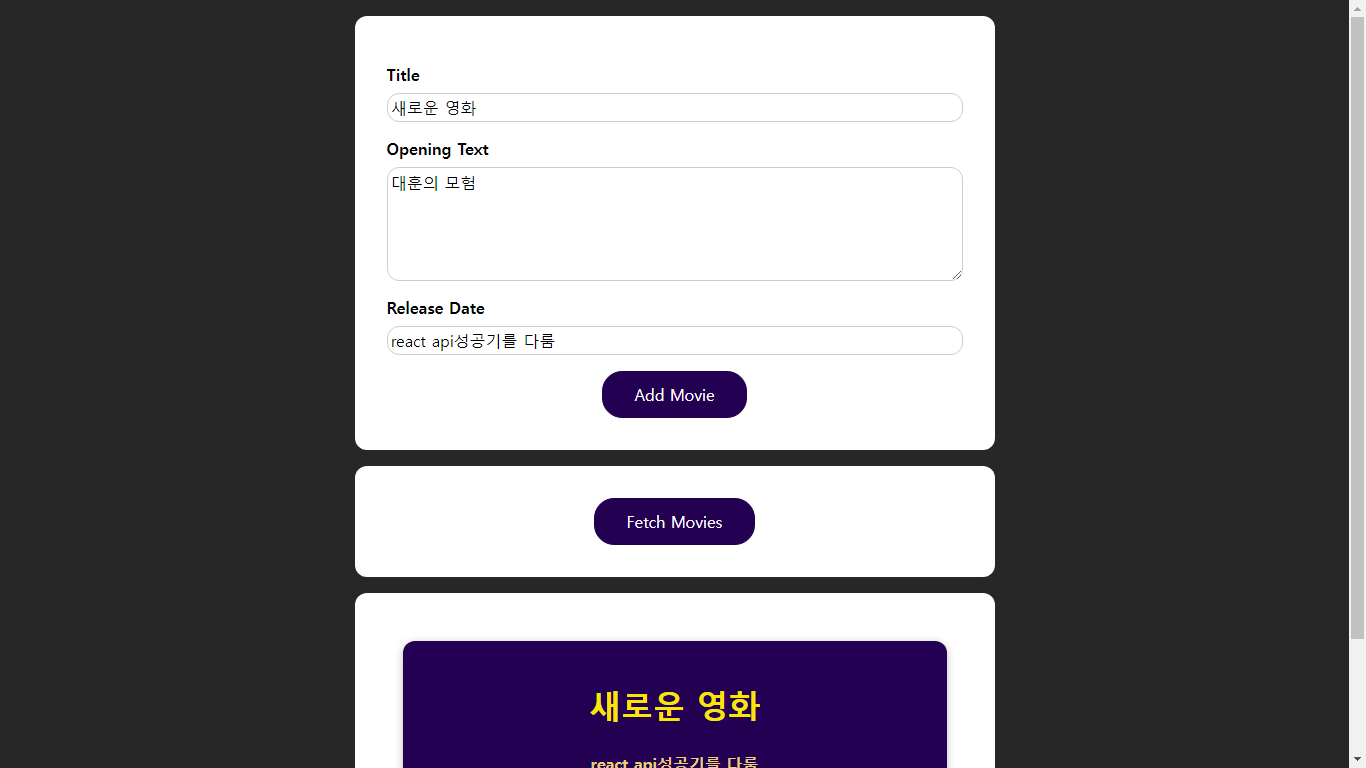 Title
새로운 영화
Opening Text
대훈의 모험
Release Date
react api성공기를 다룸
Add Movie
Fetch Movies
새로운 영화
react api성공기를 다룸